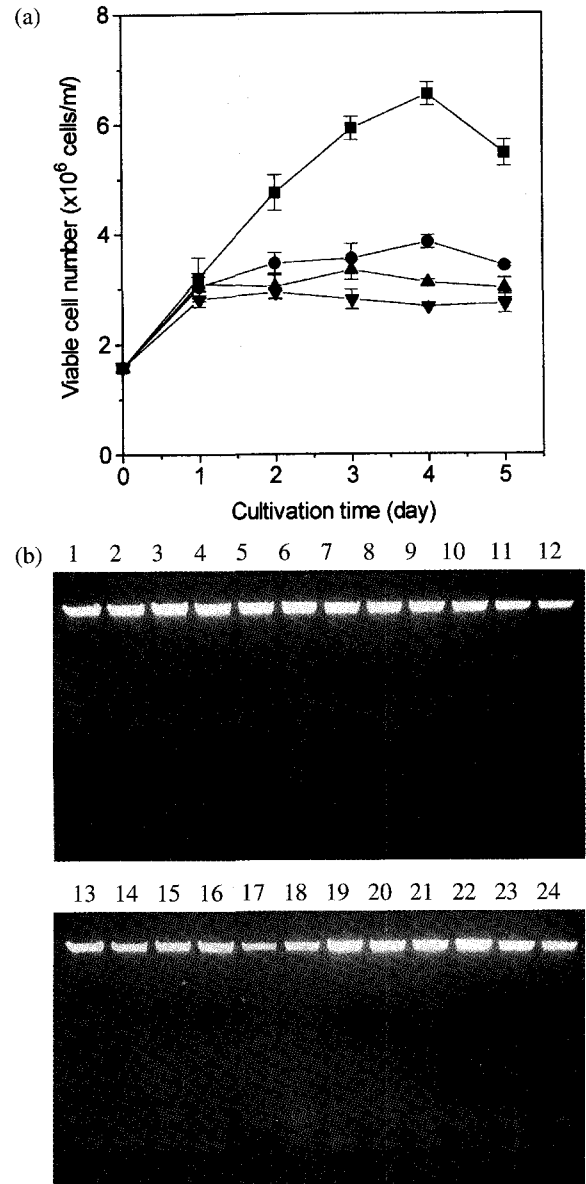 (a)
8
6
4
2
0
Viable cell number (x10⁶ cells/ml)
0 1 2 3 4 5
Cultivation time (day)
(b)
1 2 3 4 5 6 7 8 9 10 11 12
13 14 15 16 17 18 19 20 21 22 23 24